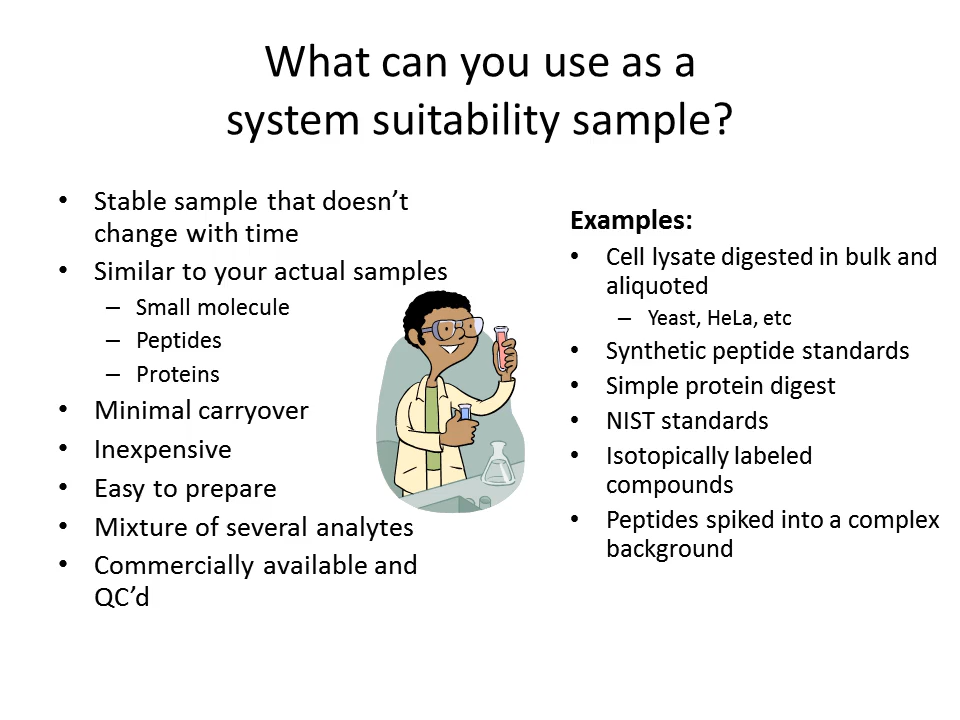 What can you use as a
system suitability sample?
• Stable sample that doesn’t
change with time
• Similar to your actual samples
– Small molecule
– Peptides
– Proteins
• Minimal carryover
• Inexpensive
• Easy to prepare
• Mixture of several analytes
• Commercially available and
QC’d
Examples:
• Cell lysate digested in bulk and
aliquoted
– Yeast, HeLa, etc
• Synthetic peptide standards
• Simple protein digest
• NIST standards
• Isotopically labeled
compounds
• Peptides spiked into a complex
background